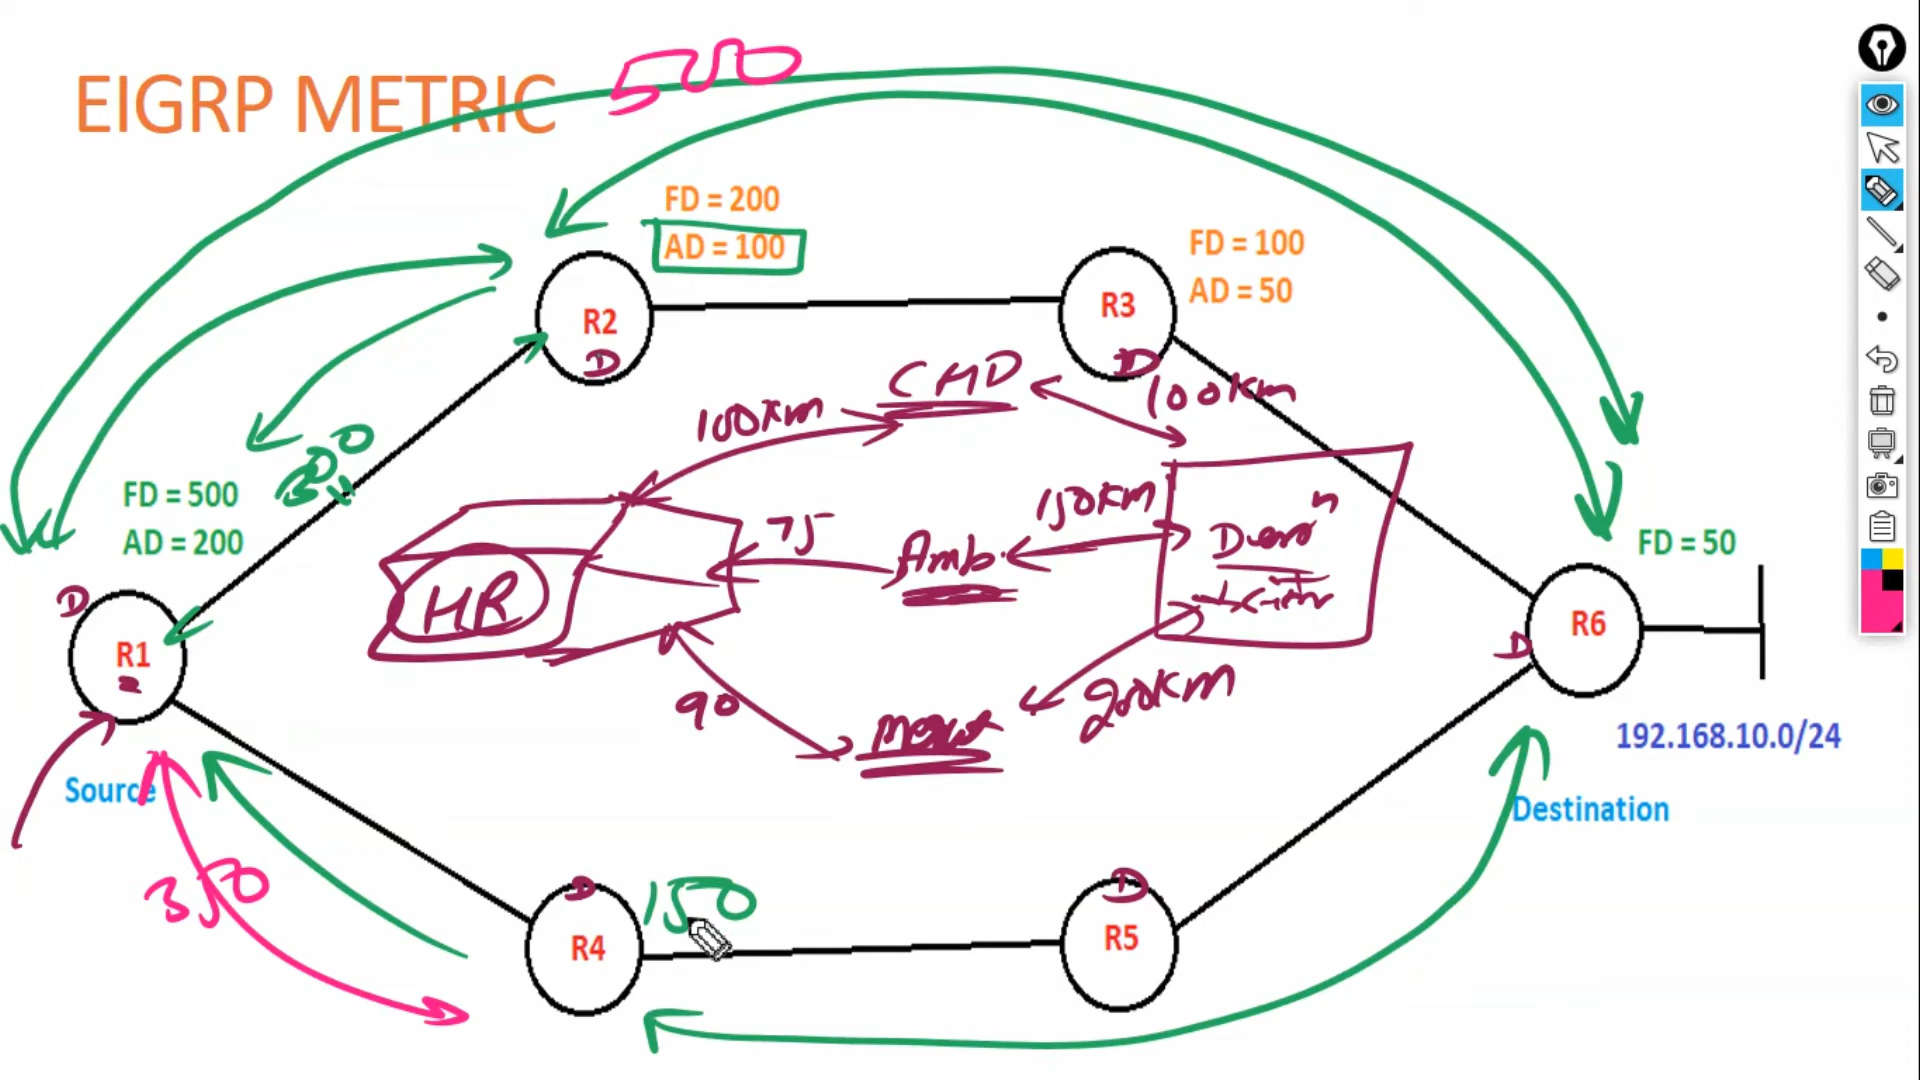 EIGRP METRIC
500
FD = 200
AD = 100
FD = 100
AD = 50
R2
D
R3
D
CHD
100km
100km
FD = 500
AD = 200
150km
75
Amb
HR
FD = 50
D
R1
R6
D
90
200km
192.168.10.0/24
Source
Destination
350
D
150
D
R4
R5